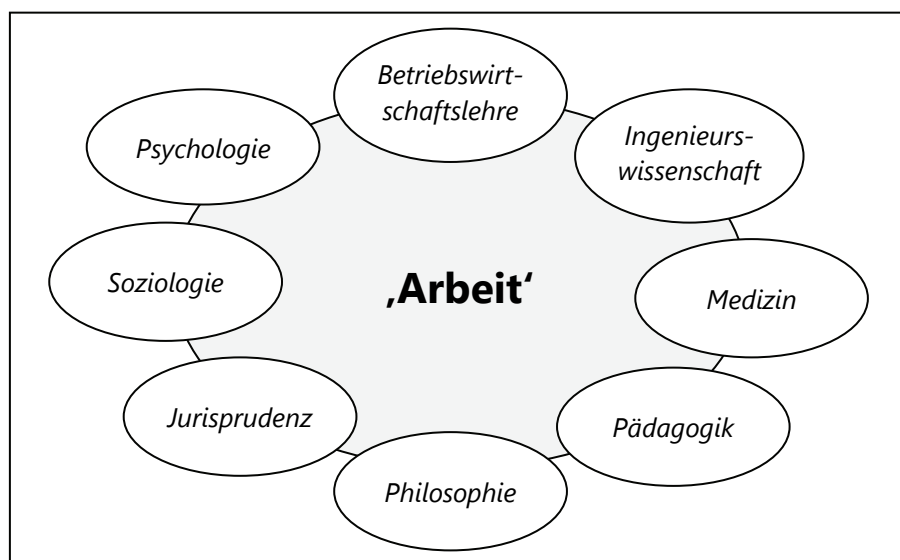 Betriebswirt-
schaftslehre
Psychologie
Ingenieurs-
wissenschaft
Soziologie
‚Arbeit‘
Medizin
Jurisprudenz
Pädagogik
Philosophie